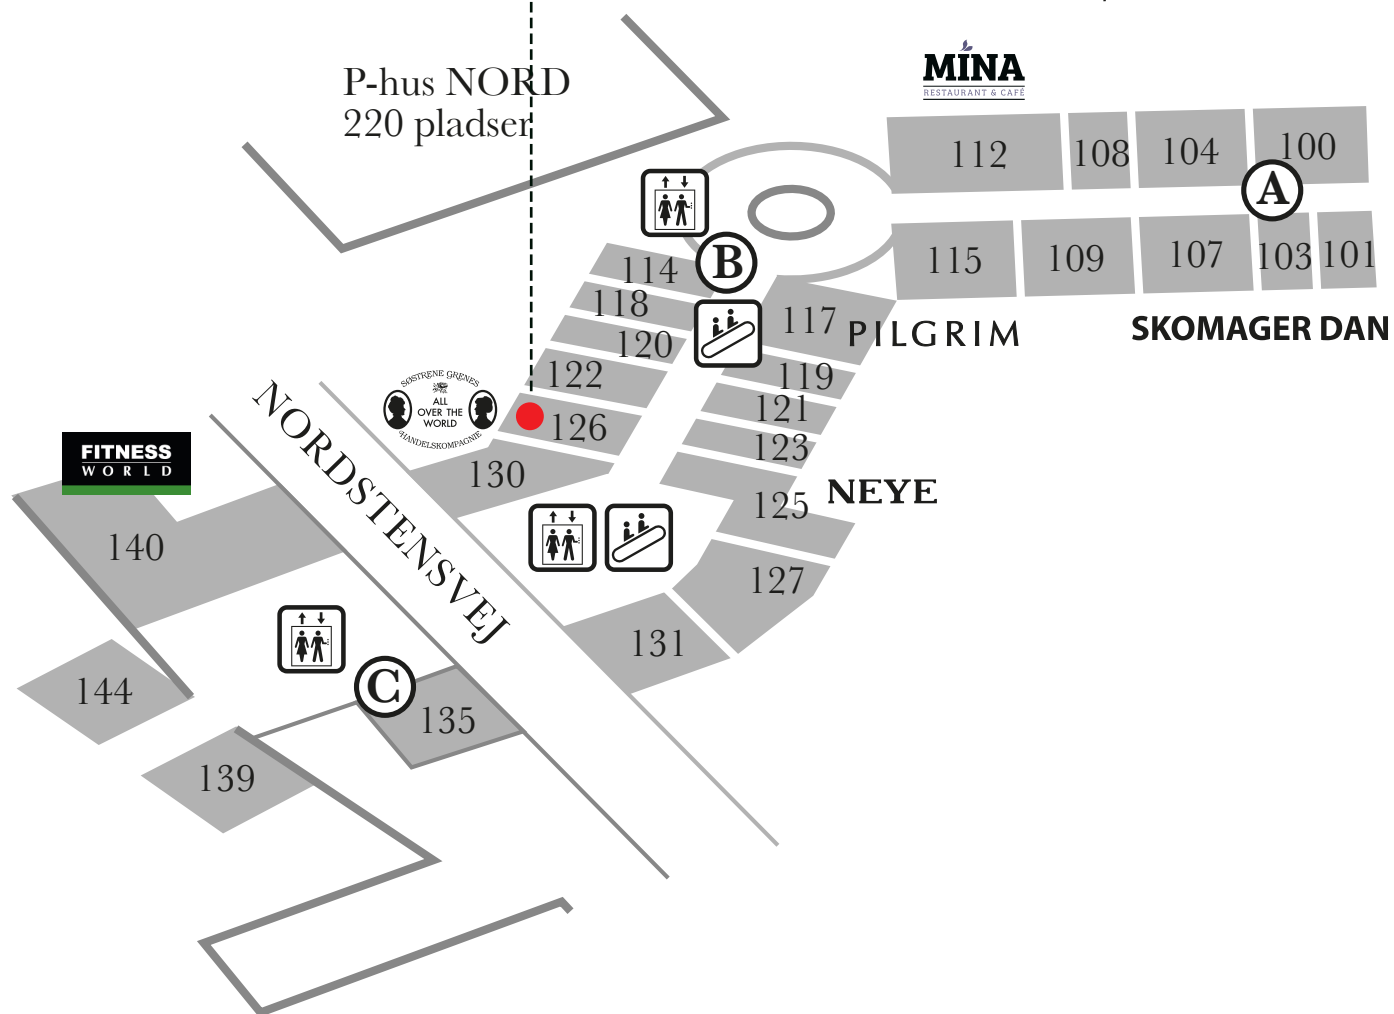 P-hus NORD
220 pladser
MINA
RESTAURANT & CAFÉ
112
108
104
100
A
115
109
107
103
101
B
114
118
120
122
126
130
117
119
121
123
125
127
131
PILGRIM
SKOMAGER DAN
NEYE
SØSTRENE GRENES
ALL
OVER THE
WORLD
HANDELSKOMPAGNIE
NORDSTENSVEJ
FITNESS
WORLD
140
144
139
C
135